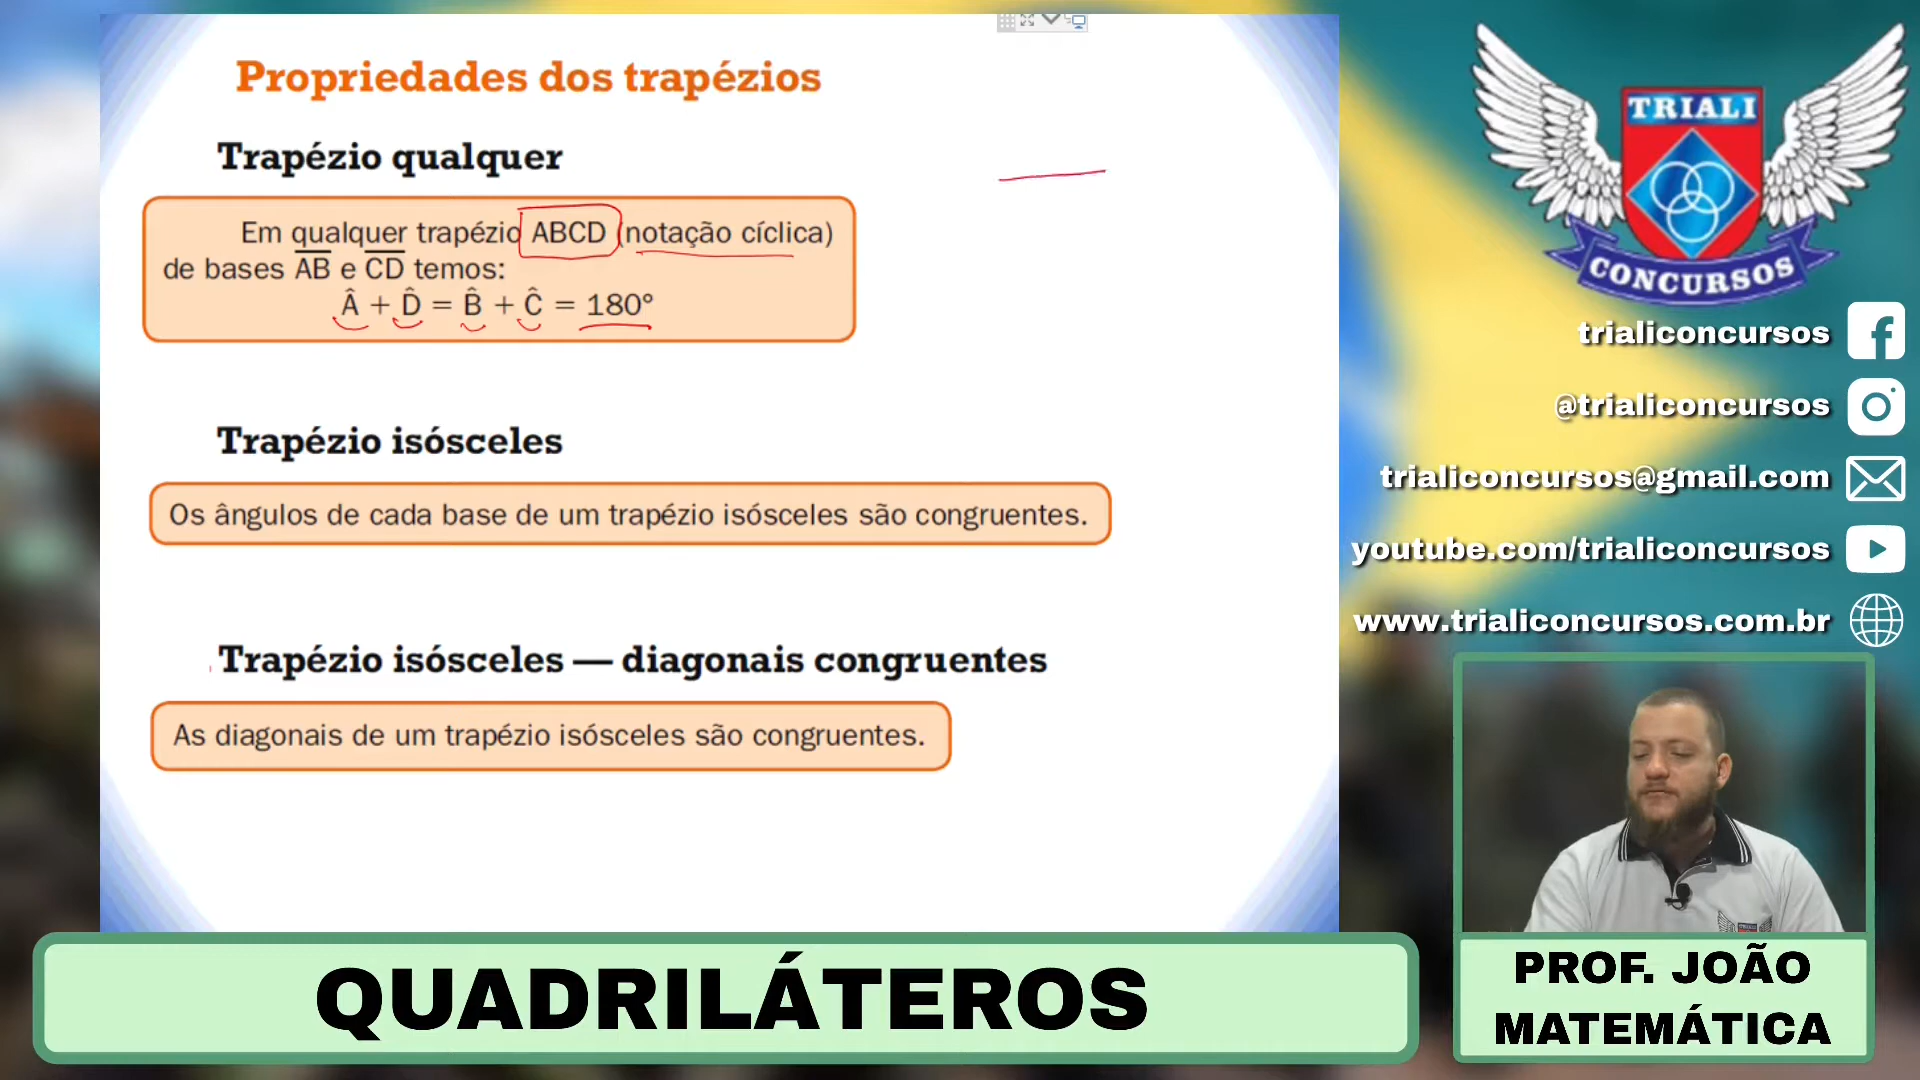 Propriedades dos trapézios
Trapézio qualquer
Em qualquer trapézio ABCD (notação cíclica)
de bases A̅B̅ e C̅D̅ temos:
Â + D̂ = B̂ + Ĉ = 180°
Trapézio isósceles
Os ângulos de cada base de um trapézio isósceles são congruentes.
Trapézio isósceles — diagonais congruentes
As diagonais de um trapézio isósceles são congruentes.
QUADRILÁTEROS
TRIALI
CONCURSOS
trialiconcursos
@trialiconcursos
trialiconcursos@gmail.com
youtube.com/trialiconcursos
www.trialiconcursos.com.br
TRIALI
PROF. JOÃO
MATEMÁTICA